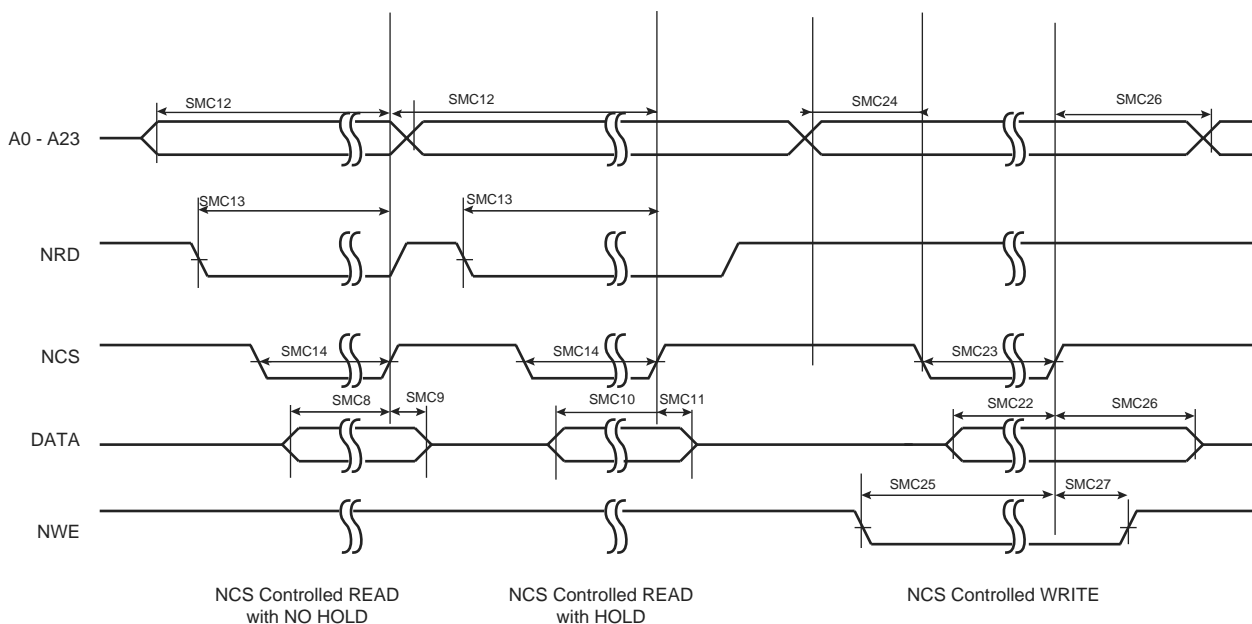 SMC12
SMC12
SMC24
SMC26
A0 - A23
SMC13
SMC13
NRD
NCS
SMC14
SMC14
SMC23
SMC8
SMC9
SMC10
SMC11
SMC22
SMC26
DATA
SMC25
SMC27
NWE
NCS Controlled READ
with NO HOLD
NCS Controlled READ
with HOLD
NCS Controlled WRITE